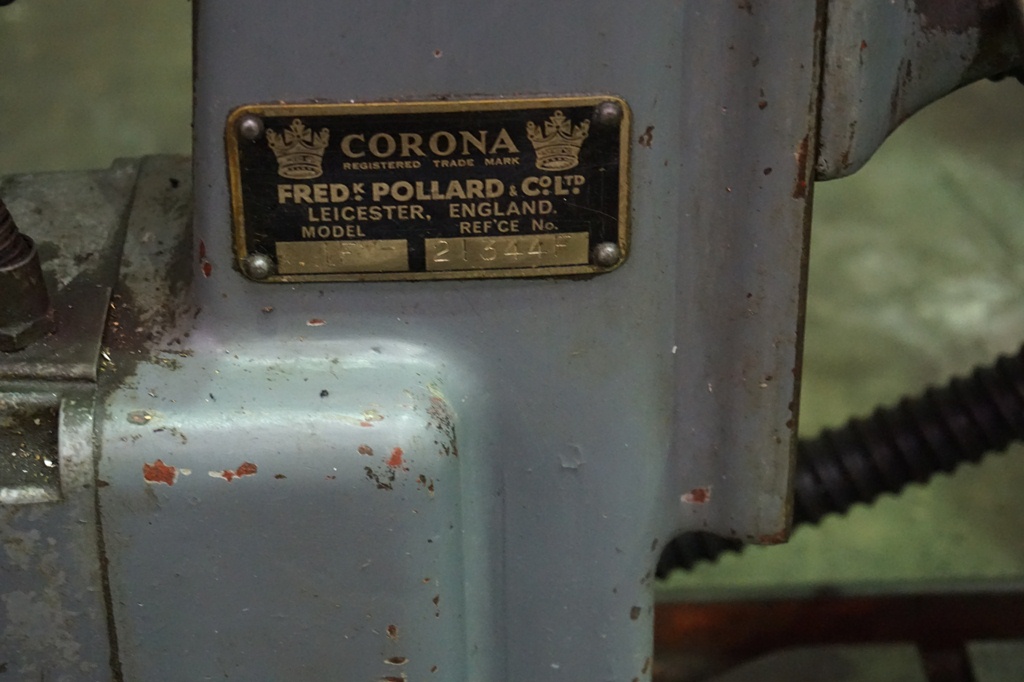 CORONA
REGISTERED TRADE MARK
FREDK. POLLARD & CO. LTD
LEICESTER, ENGLAND.
MODEL REF'CE No.
21344F